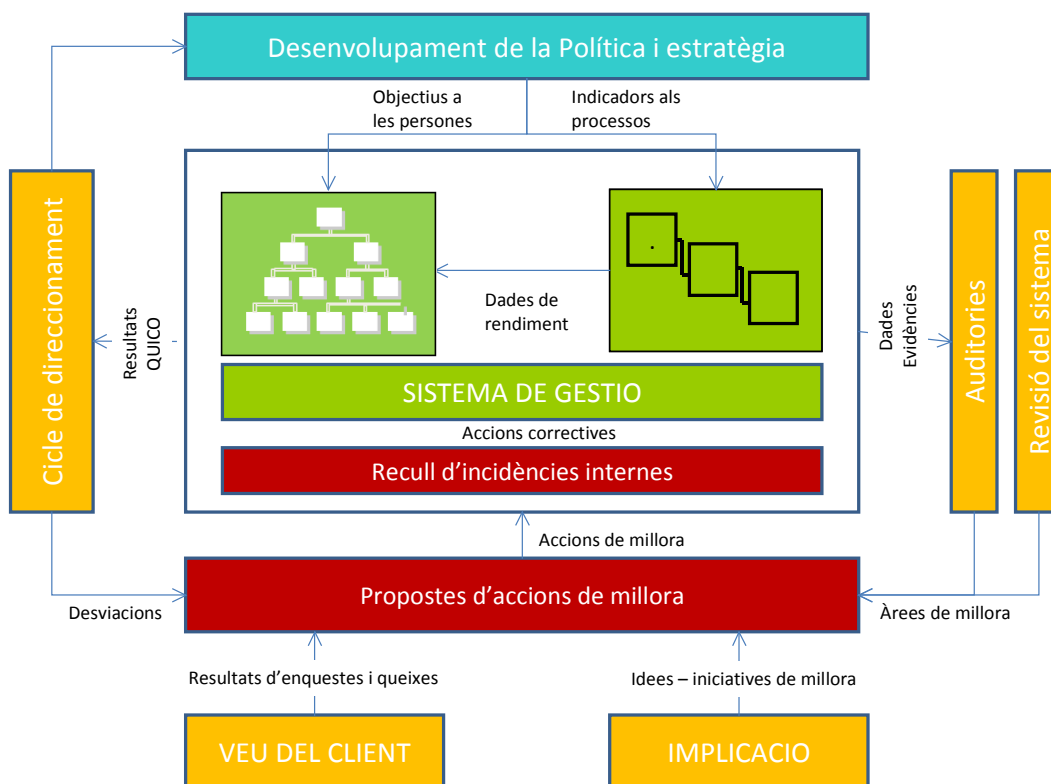 Desenvolupament de la Política i estratègia
Objectius a
les persones
Indicadors als
processos
Cicle de direccionament
Resultats
QUICO
Dades de
rendiment
Dades
Evidències
Auditories
Revisió del sistema
SISTEMA DE GESTIO
Accions correctives
Recull d’incidències internes
Accions de millora
Propostes d’accions de millora
Desviacions
Àrees de millora
Resultats d’enquestes i queixes
Idees – iniciatives de millora
VEU DEL CLIENT
IMPLICACIO